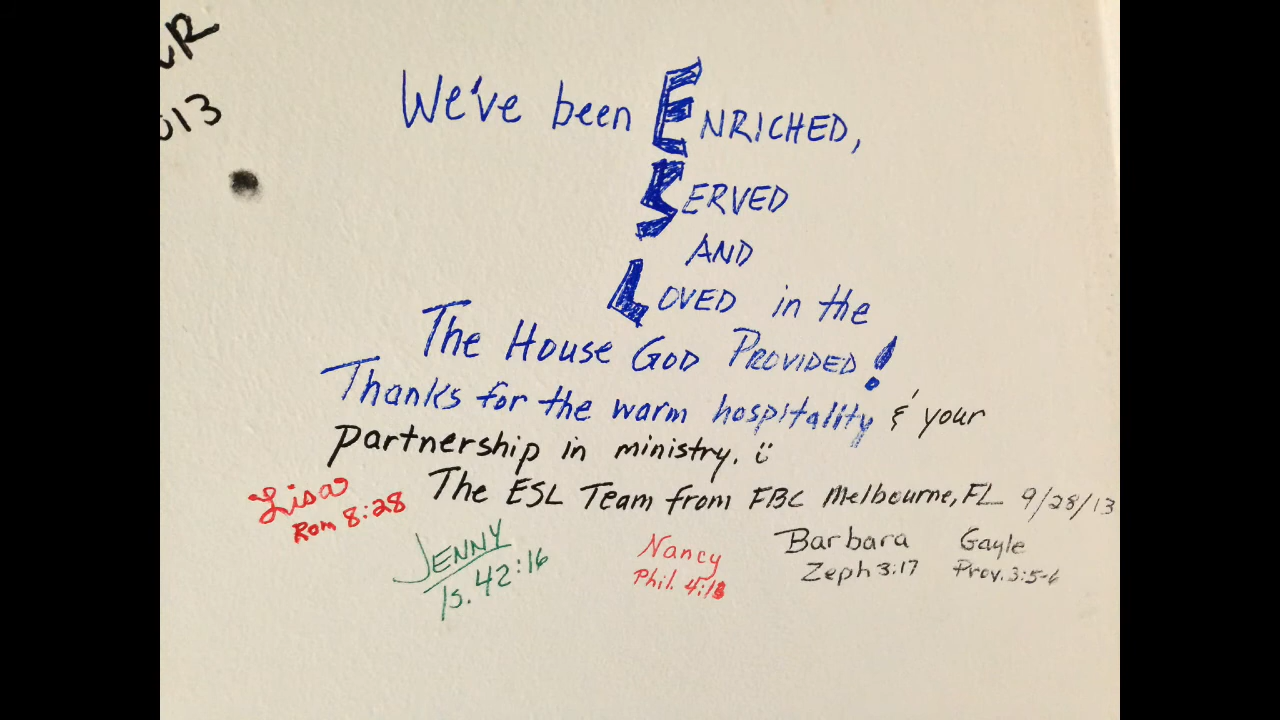 We've been ENRICHED,
SERVED
AND
LOVED in the
The House God Provided!
Thanks for the warm hospitality & your
partnership in ministry. :)
The ESL Team from FBC Melbourne, FL 9/28/13
Lisa
Rom 8:28
JENNY
Is. 42:16
Nancy
Phil.
Barbara
Zeph 3:17
Gayle
Prov. 3:5-6